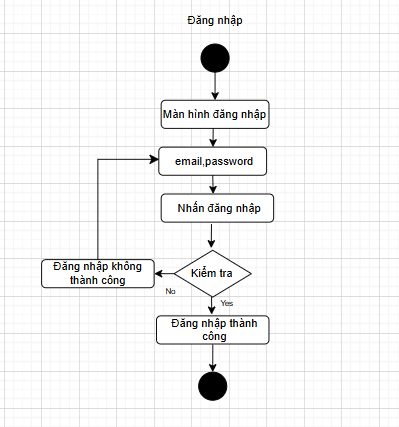 Đăng nhập
Màn hình đăng nhập
email,password
Nhấn đăng nhập
Kiểm tra
Đăng nhập không
thành công
No
Yes
Đăng nhập thành
công